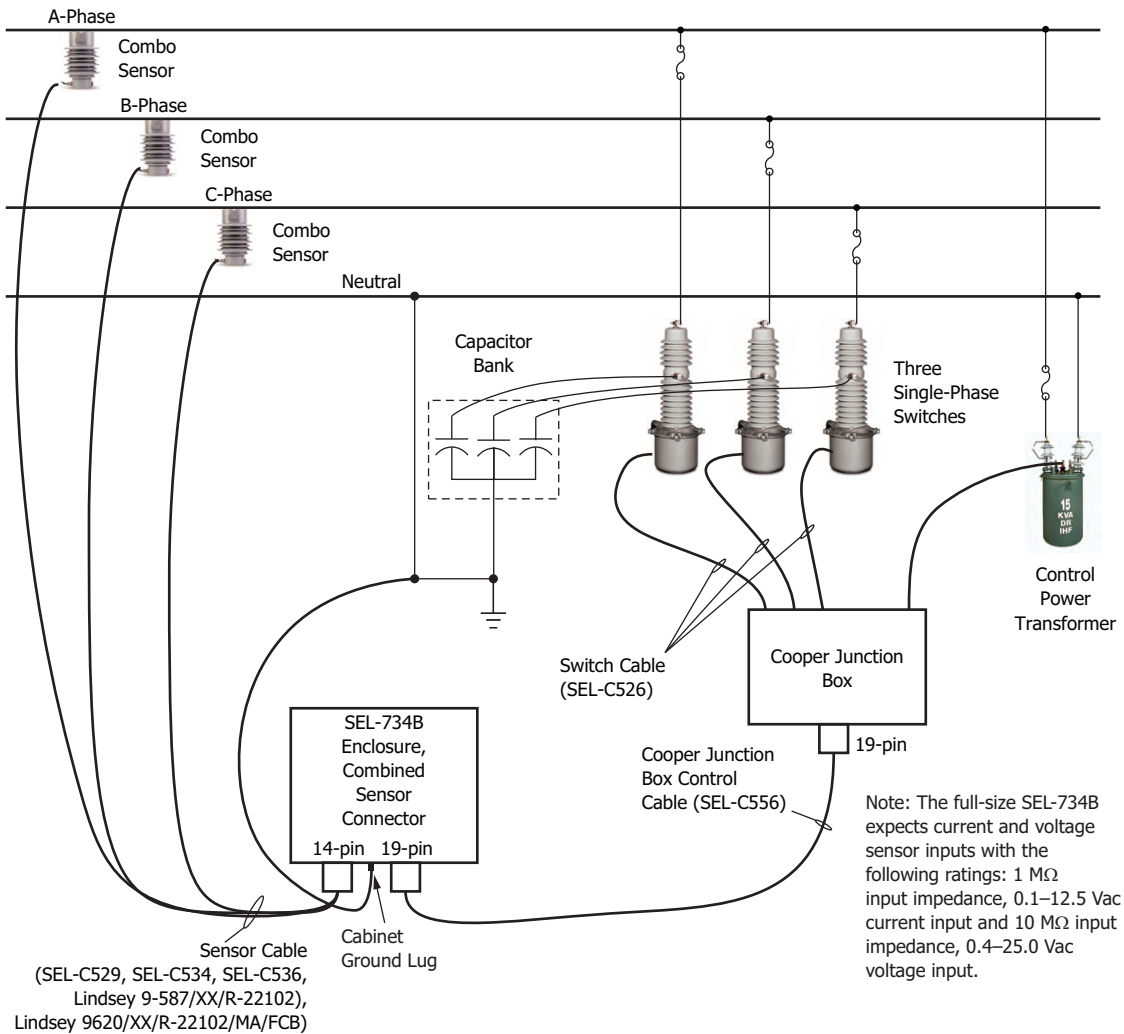 A-Phase
Combo
Sensor
B-Phase
Combo
Sensor
C-Phase
Combo
Sensor
Neutral
Capacitor
Bank
Three
Single-Phase
Switches
15
KVA
DR
IHF
Control
Power
Transformer
Switch Cable
(SEL-C526)
Cooper Junction
Box
19-pin
Cooper Junction
Box Control
Cable (SEL-C556)
SEL-734B
Enclosure,
Combined
Sensor
Connector
14-pin 19-pin
Cabinet
Ground Lug
Sensor Cable
(SEL-C529, SEL-C534, SEL-C536,
Lindsey 9-587/XX/R-22102),
Lindsey 9620/XX/R-22102/MA/FCB)
Note: The full-size SEL-734B
expects current and voltage
sensor inputs with the
following ratings: 1 MΩ
input impedance, 0.1–12.5 Vac
current input and 10 MΩ input
impedance, 0.4–25.0 Vac
voltage input.